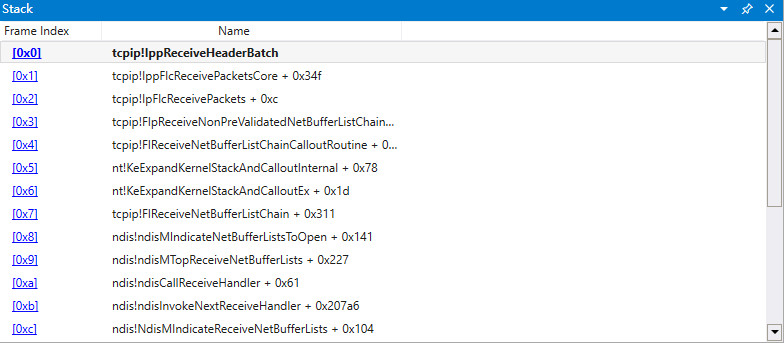 Stack
Frame Index Name
[0x0] tcpip!IppReceiveHeaderBatch
[0x1] tcpip!IppFlcReceivePacketsCore + 0x34f
[0x2] tcpip!IpFlcReceivePackets + 0xc
[0x3] tcpip!FlpReceiveNonPreValidatedNetBufferListChain...
[0x4] tcpip!FlReceiveNetBufferListChainCalloutRoutine + 0...
[0x5] nt!KeExpandKernelStackAndCalloutInternal + 0x78
[0x6] nt!KeExpandKernelStackAndCalloutEx + 0x1d
[0x7] tcpip!FlReceiveNetBufferListChain + 0x311
[0x8] ndis!ndisMIndicateNetBufferListsToOpen + 0x141
[0x9] ndis!ndisMTopReceiveNetBufferLists + 0x227
[0xa] ndis!ndisCallReceiveHandler + 0x61
[0xb] ndis!ndisInvokeNextReceiveHandler + 0x207a6
[0xc] ndis!NdisMIndicateReceiveNetBufferLists + 0x104